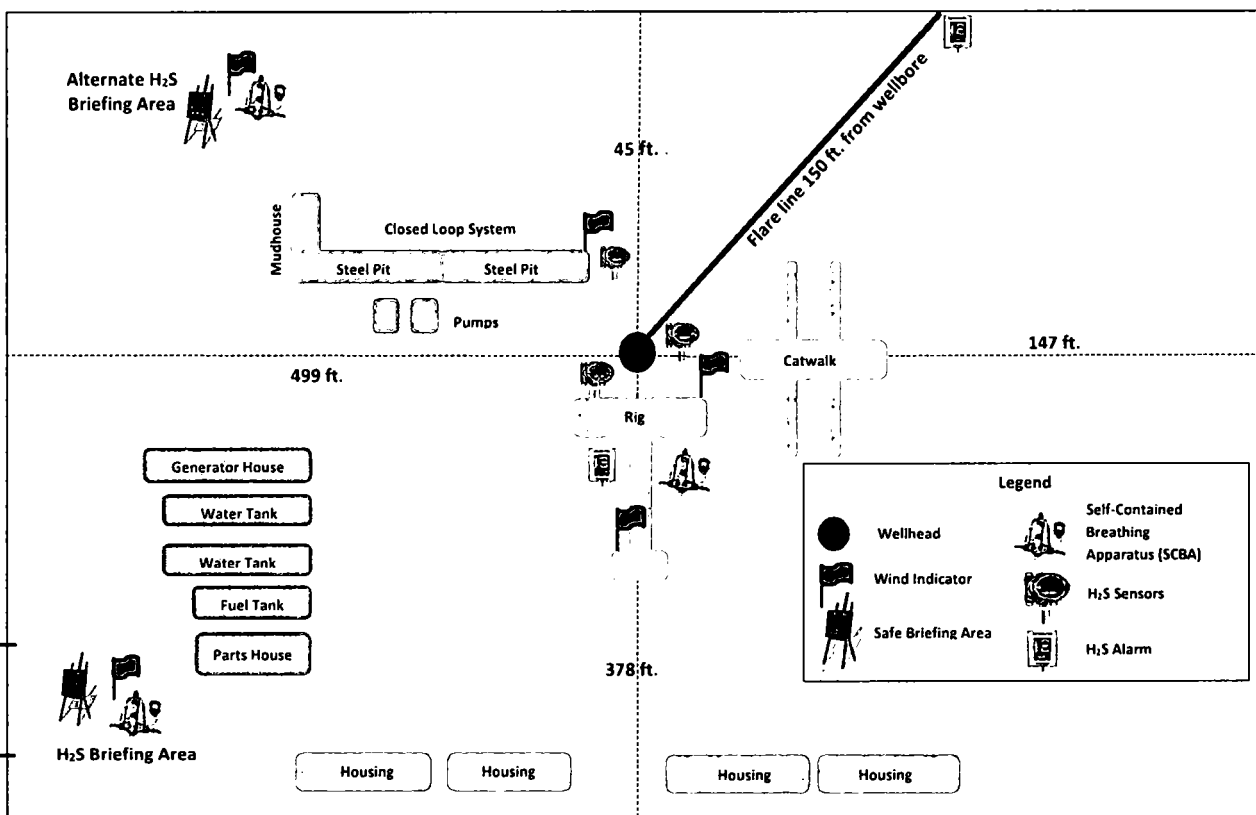 Alternate H₂S
Briefing Area
45 ft.
Flare line 150 ft. from wellbore
Mudhouse
Closed Loop System
Steel Pit
Steel Pit
Pumps
499 ft.
147 ft.
Catwalk
Rig
Generator House
Water Tank
Water Tank
Fuel Tank
Parts House
378 ft.
H₂S Briefing Area
Housing
Housing
Housing
Housing
Legend
Wellhead
Wind Indicator
Safe Briefing Area
Self-Contained
Breathing
Apparatus (SCBA)
H₂S Sensors
H₂S Alarm